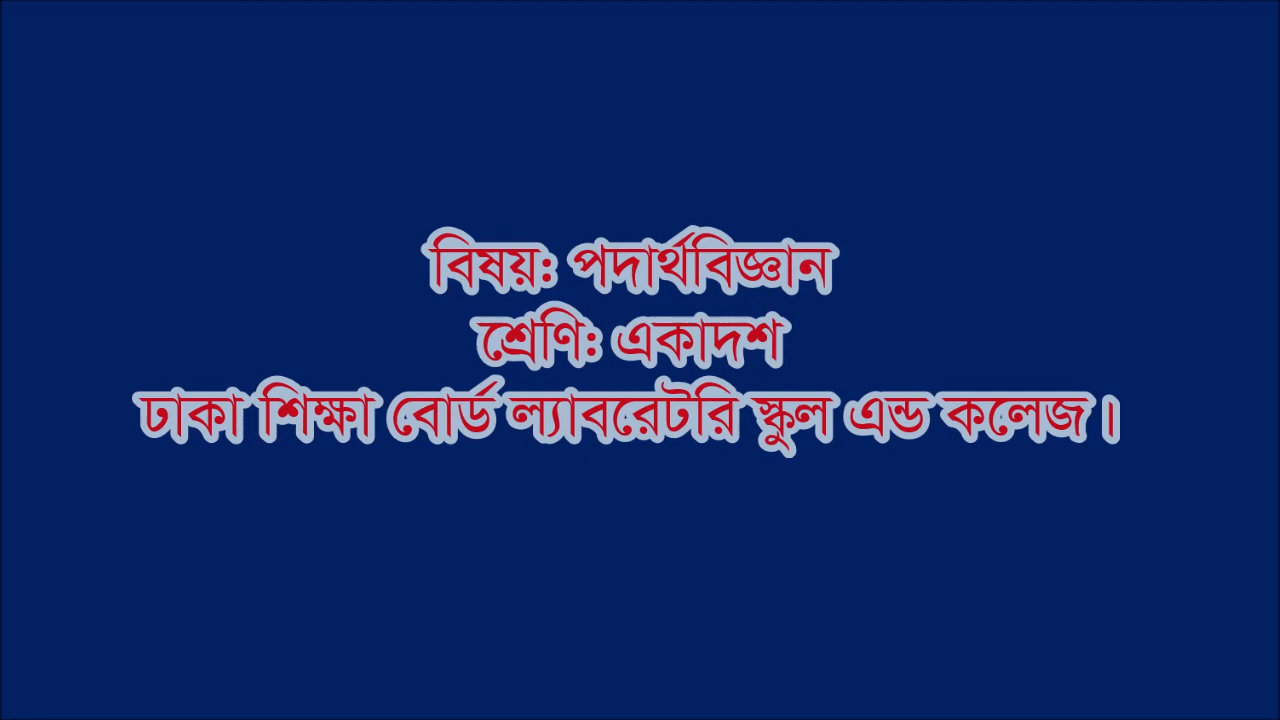 বিষয়: পদার্থবিজ্ঞান
শ্রেণি: একাদশ
ঢাকা শিক্ষা বোর্ড ল্যাবরেটরি স্কুল এন্ড কলেজ।